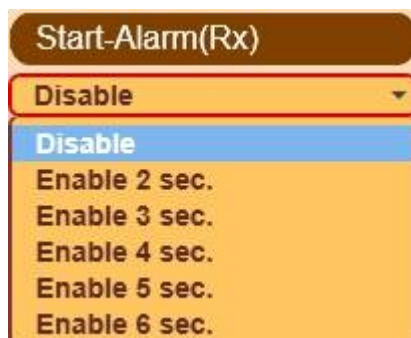 Start-Alarm(Rx)
Disable
Disable
Enable 2 sec.
Enable 3 sec.
Enable 4 sec.
Enable 5 sec.
Enable 6 sec.